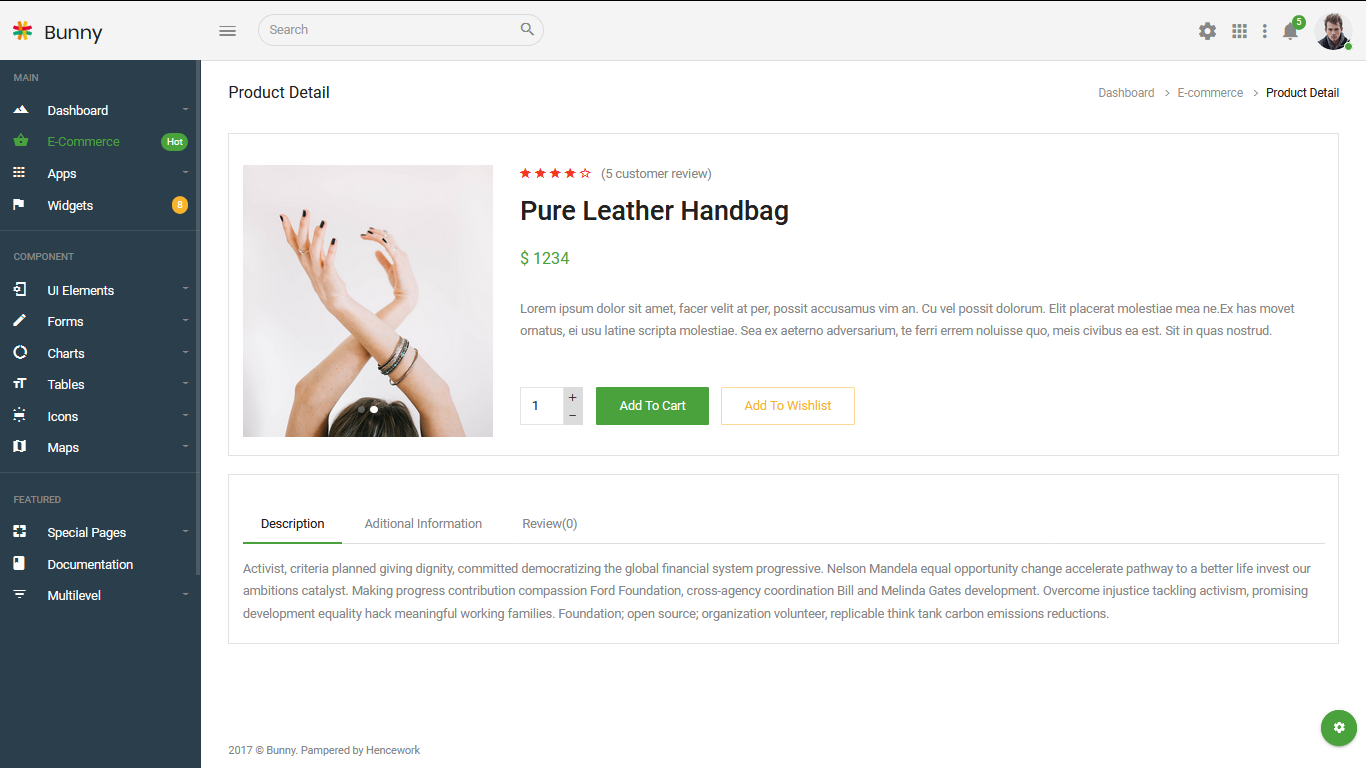 Bunny
Search
5
MAIN
Dashboard
E-Commerce Hot
Apps
Widgets 8
COMPONENT
UI Elements
Forms
Charts
Tables
Icons
Maps
FEATURED
Special Pages
Documentation
Multilevel
Product Detail
Dashboard > E-commerce > Product Detail
(5 customer review)
Pure Leather Handbag
$ 1234
Lorem ipsum dolor sit amet, facer velit at per, possit accusamus vim an. Cu vel possit dolorum. Elit placerat molestiae mea ne.Ex has movet
ornatus, ei usu latine scripta molestiae. Sea ex aeterno adversarium, te ferri errem noluisse quo, meis civibus ea est. Sit in quas nostrud.
1 + − Add To Cart Add To Wishlist
Description Aditional Information Review(0)
Activist, criteria planned giving dignity, committed democratizing the global financial system progressive. Nelson Mandela equal opportunity change accelerate pathway to a better life invest our
ambitions catalyst. Making progress contribution compassion Ford Foundation, cross-agency coordination Bill and Melinda Gates development. Overcome injustice tackling activism, promising
development equality hack meaningful working families. Foundation; open source; organization volunteer, replicable think tank carbon emissions reductions.
2017 © Bunny. Pampered by Hencework